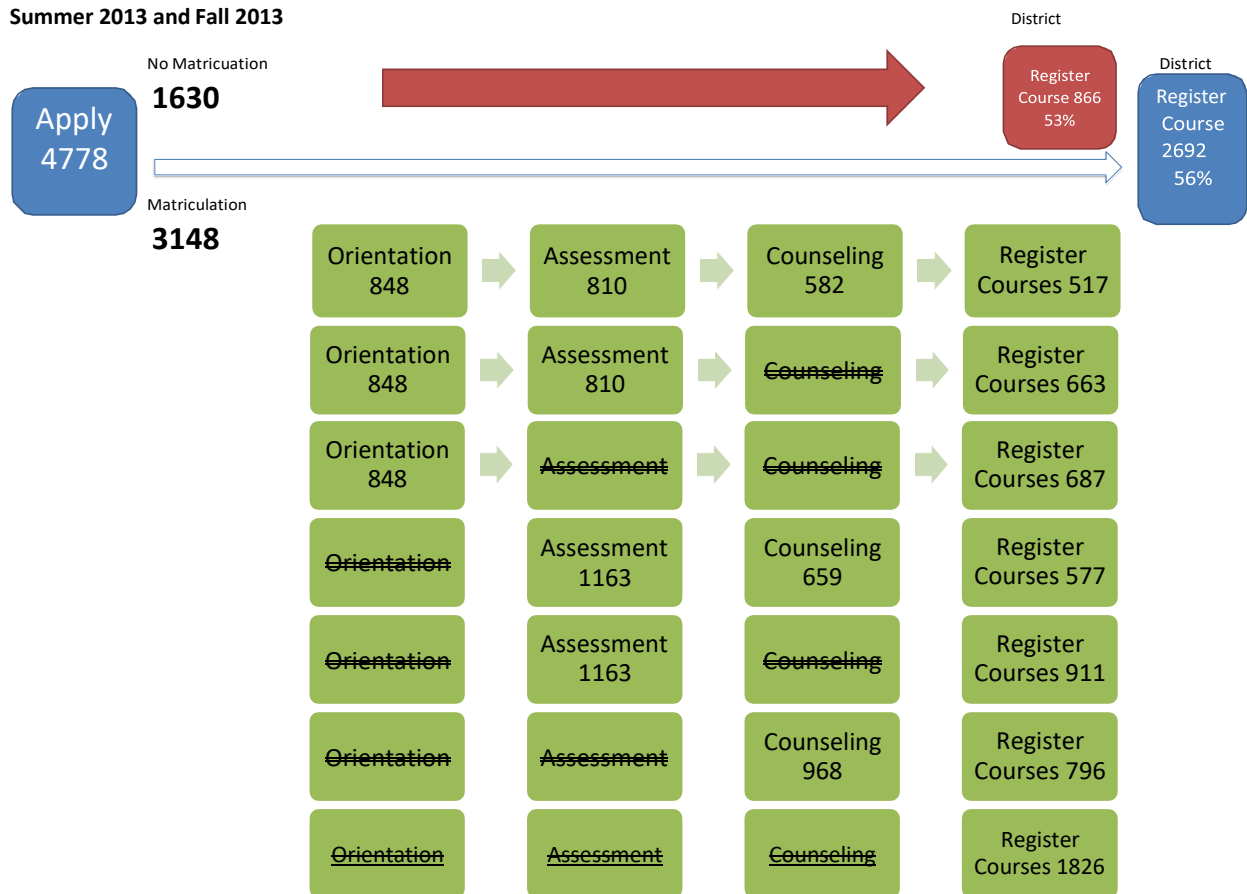 Summer 2013 and Fall 2013
District
No Matricuation
1630
Register
Course 866
53%
District
Register
Course
2692
56%
Apply
4778
Matriculation
3148
Orientation
848
Assessment
810
Counseling
582
Register
Courses 517
Orientation
848
Assessment
810
Counseling
Register
Courses 663
Orientation
848
Assessment
Counseling
Register
Courses 687
Orientation
Assessment
1163
Counseling
659
Register
Courses 577
Orientation
Assessment
1163
Counseling
Register
Courses 911
Orientation
Assessment
Counseling
968
Register
Courses 796
Orientation
Assessment
Counseling
Register
Courses 1826